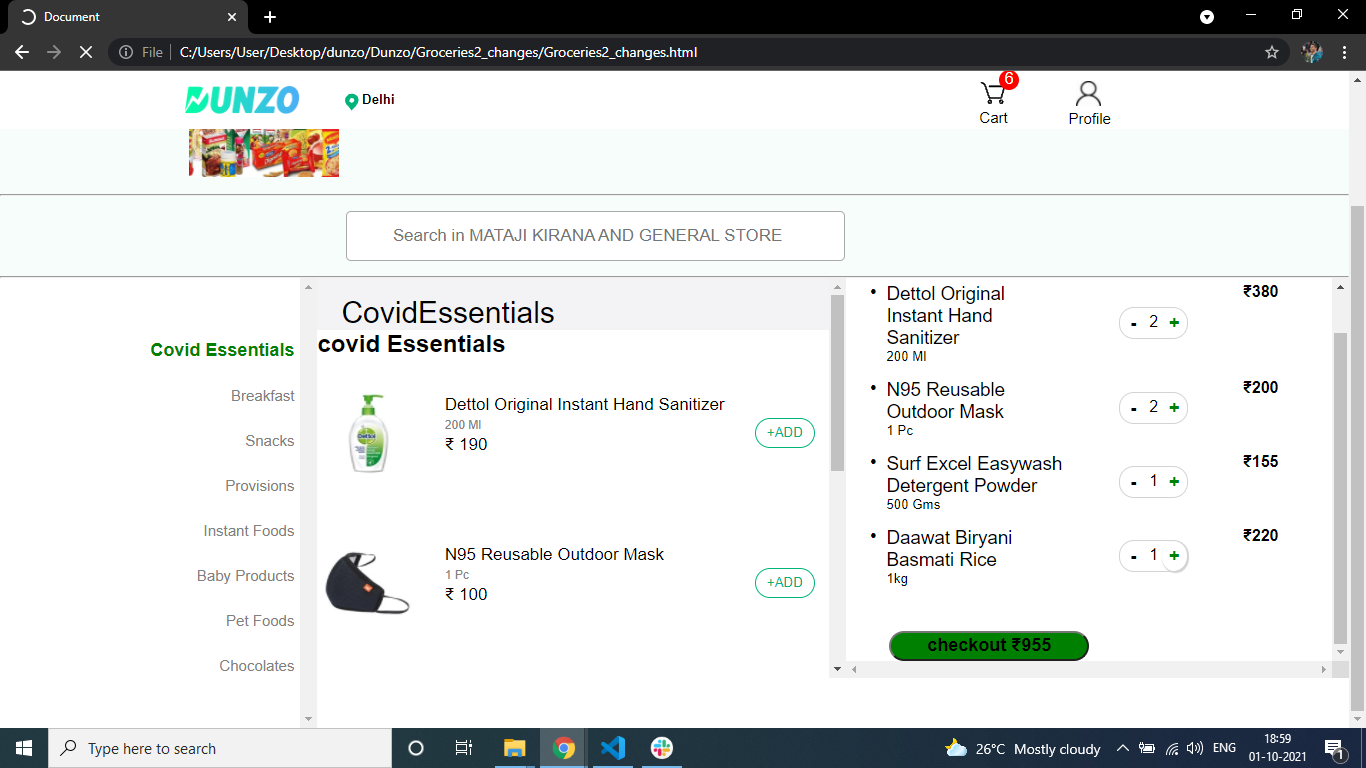 Document
File
C:/Users/User/Desktop/dunzo/Dunzo/Groceries2_changes/Groceries2_changes.html
DUNZO
Delhi
6
Cart
Profile
Search in MATAJI KIRANA AND GENERAL STORE
Covid Essentials
Breakfast
Snacks
Provisions
Instant Foods
Baby Products
Pet Foods
Chocolates
CovidEssentials
covid Essentials
Dettol Original Instant Hand Sanitizer
200 Ml
₹ 190
+ADD
N95 Reusable Outdoor Mask
1 Pc
₹ 100
+ADD
• Dettol Original
Instant Hand
Sanitizer
200 Ml
- 2 +
₹380
• N95 Reusable
Outdoor Mask
1 Pc
- 2 +
₹200
• Surf Excel Easywash
Detergent Powder
500 Gms
- 1 +
₹155
• Daawat Biryani
Basmati Rice
1kg
- 1 +
₹220
checkout ₹955
Type here to search
26°C Mostly cloudy
ENG
18:59
01-10-2021
1